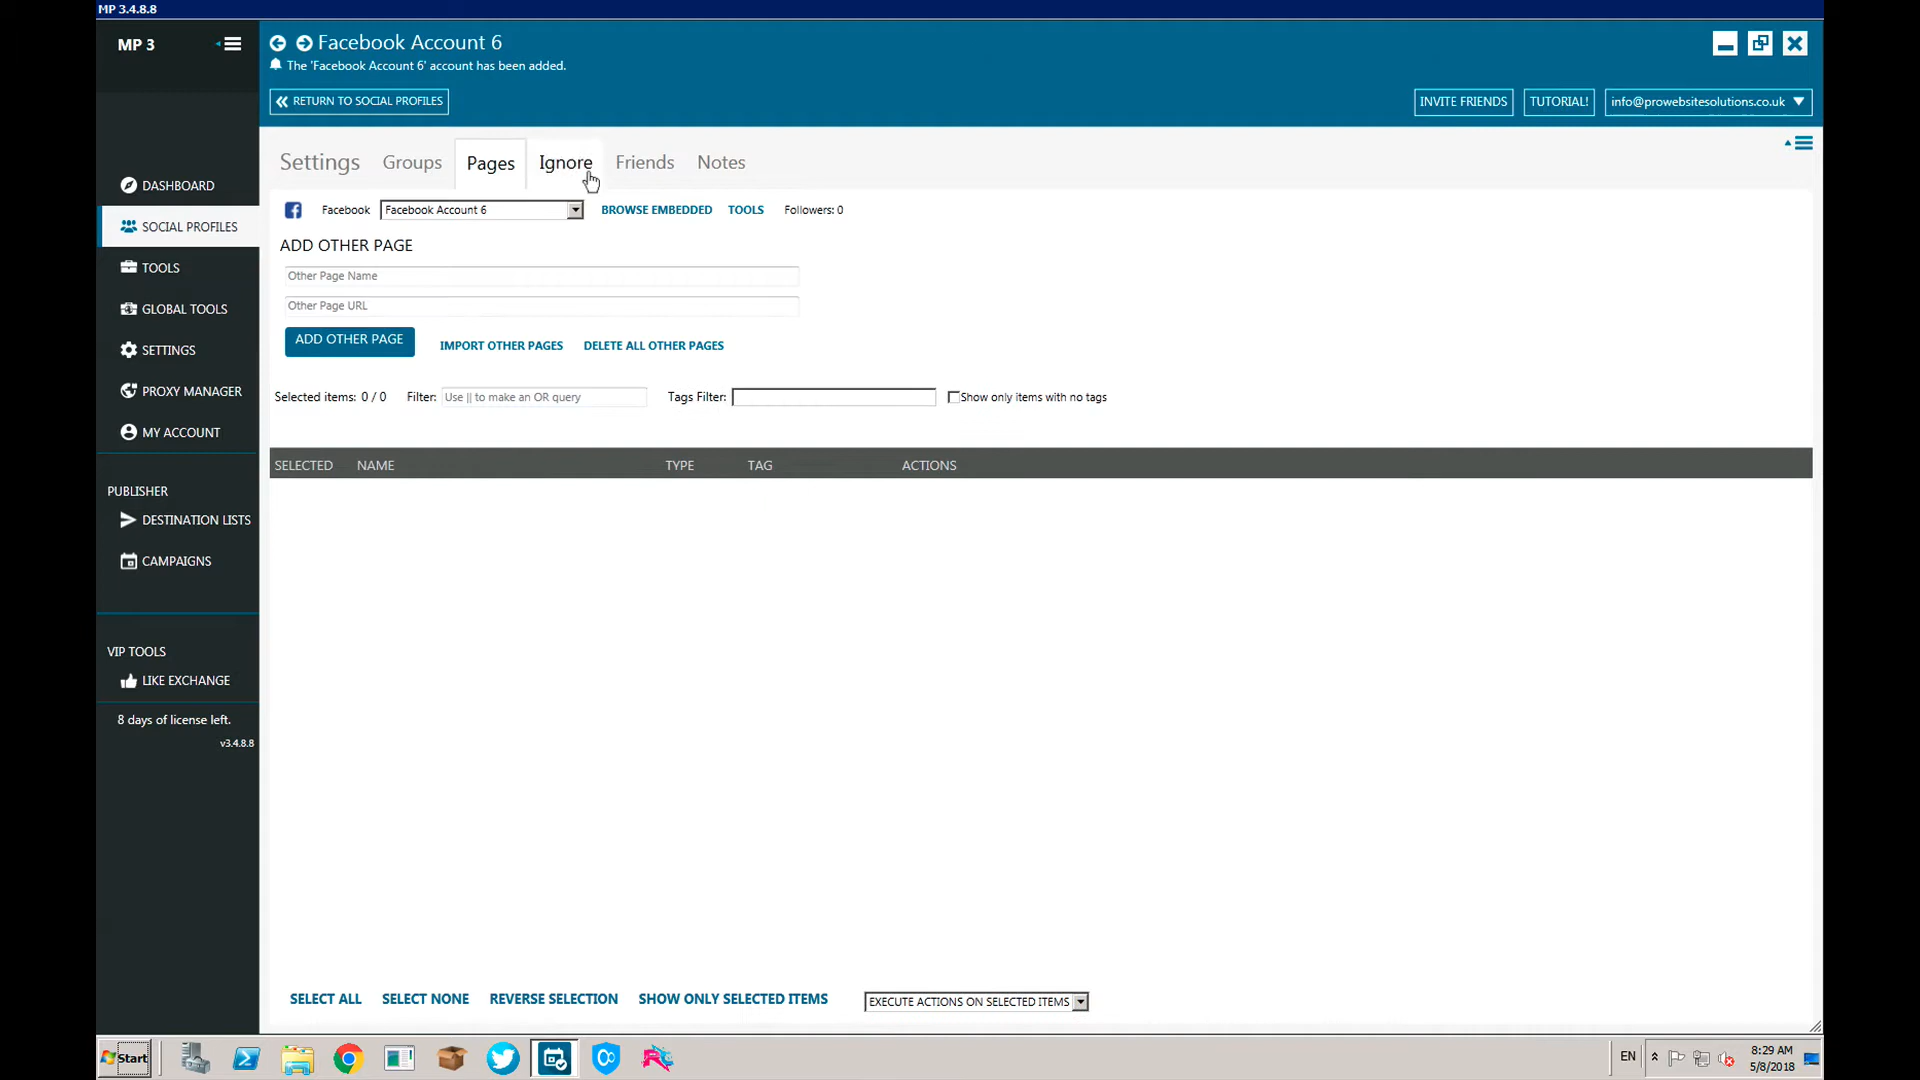 MP 3.4.8.8
MP 3
Facebook Account 6
The 'Facebook Account 6' account has been added.
RETURN TO SOCIAL PROFILES
INVITE FRIENDS
TUTORIAL!
info@prowebsitesolutions.co.uk
DASHBOARD
SOCIAL PROFILES
TOOLS
GLOBAL TOOLS
SETTINGS
PROXY MANAGER
MY ACCOUNT
PUBLISHER
DESTINATION LISTS
CAMPAIGNS
VIP TOOLS
LIKE EXCHANGE
8 days of license left.
v3.4.8.8
Settings Groups Pages Ignore Friends Notes
Facebook Facebook Account 6 BROWSE EMBEDDED TOOLS Followers: 0
ADD OTHER PAGE
Other Page Name
Other Page URL
ADD OTHER PAGE IMPORT OTHER PAGES DELETE ALL OTHER PAGES
Selected items: 0 / 0 Filter: Use || to make an OR query Tags Filter: Show only items with no tags
SELECTED NAME TYPE TAG ACTIONS
SELECT ALL SELECT NONE REVERSE SELECTION SHOW ONLY SELECTED ITEMS EXECUTE ACTIONS ON SELECTED ITEMS
Start
EN
8:29 AM
5/8/2018